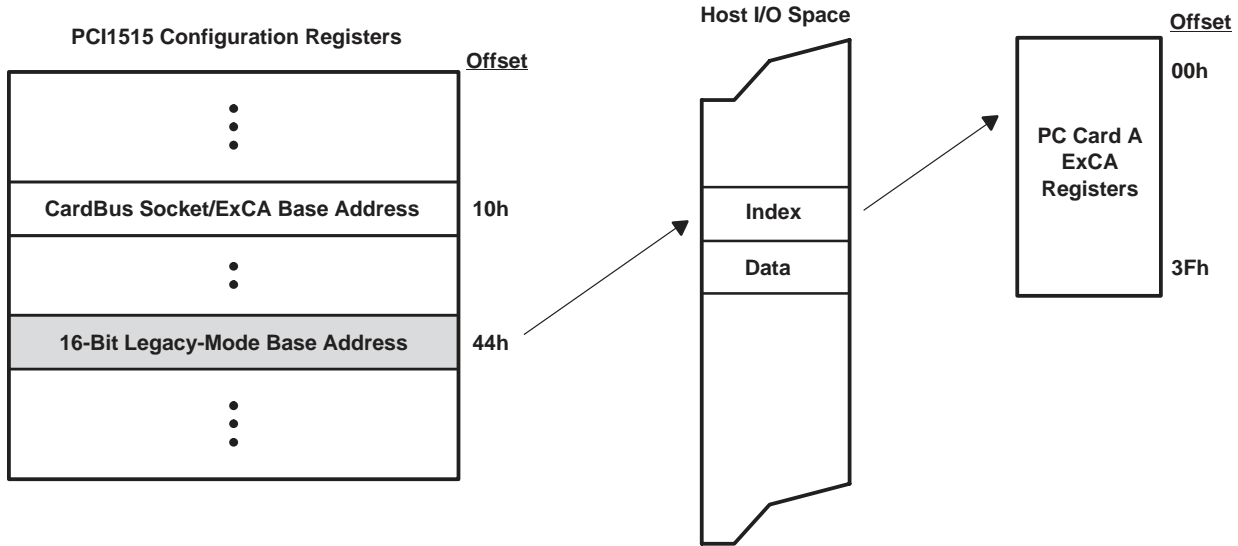 PCI1515 Configuration Registers
Offset
CardBus Socket/ExCA Base Address
10h
16-Bit Legacy-Mode Base Address
44h
Host I/O Space
Index
Data
Offset
00h
PC Card A
ExCA
Registers
3Fh